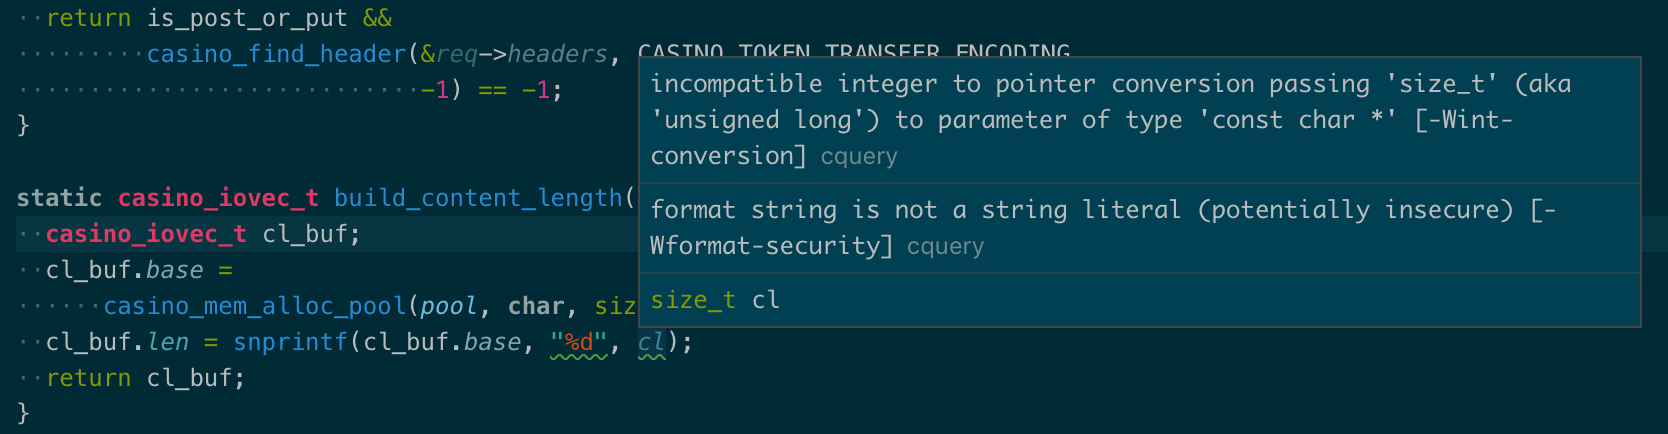 return is_post_or_put &&
casino_find_header(&req->headers, CASINO_TOKEN_TRANSFER_ENCODING,
-1) == -1;
}
static casino_iovec_t build_content_length(
casino_iovec_t cl_buf;
cl_buf.base =
casino_mem_alloc_pool(pool, char, siz
cl_buf.len = snprintf(cl_buf.base, "%d", cl);
return cl_buf;
}
incompatible integer to pointer conversion passing 'size_t' (aka
'unsigned long') to parameter of type 'const char *' [-Wint-
conversion] cquery
format string is not a string literal (potentially insecure) [-
Wformat-security] cquery
size_t cl